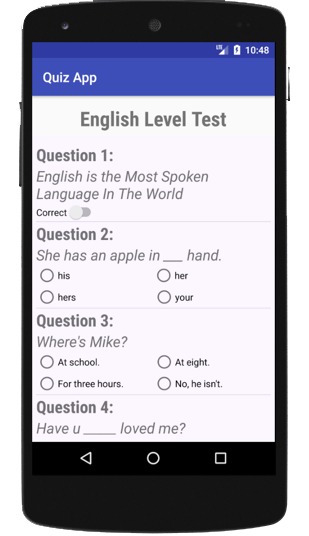 LTE 10:48
Quiz App
English Level Test
Question 1:
English is the Most Spoken
Language In The World
Correct
Question 2:
She has an apple in ___ hand.
his her
hers your
Question 3:
Where's Mike?
At school. At eight.
For three hours. No, he isn't.
Question 4:
Have u _____ loved me?